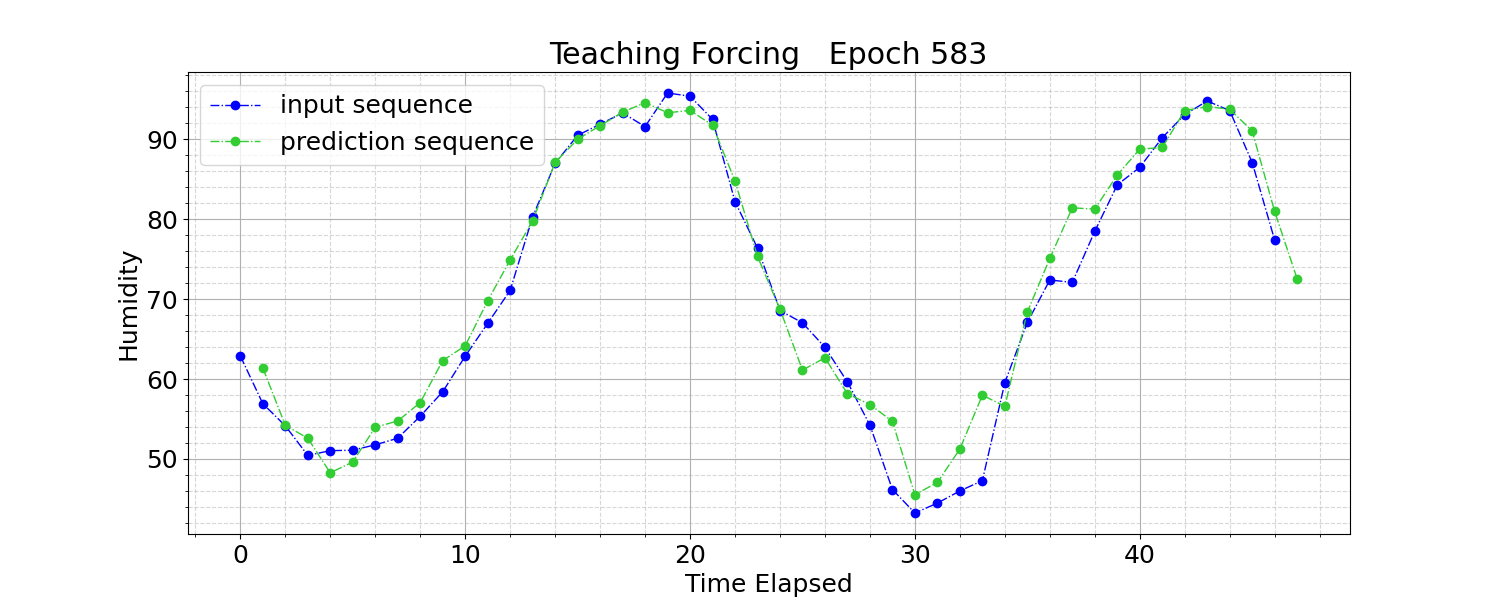 Teaching Forcing   Epoch 583
input sequence
prediction sequence
90
80
70
60
50
Humidity
0 10 20 30 40
Time Elapsed